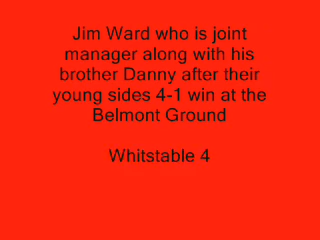 Jim Ward who is joint
manager along with his
brother Danny after their
young sides 4-1 win at the
Belmont Ground
Whitstable 4